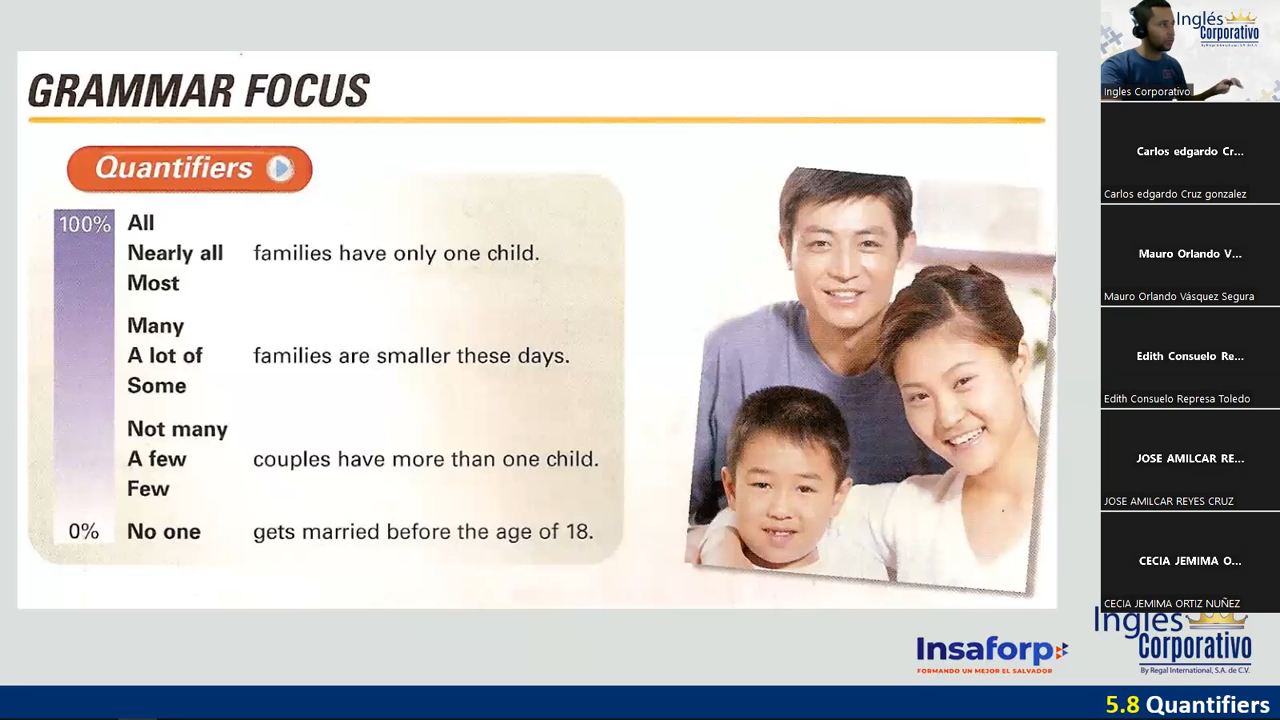 GRAMMAR FOCUS
Quantifiers
100% All
Nearly all families have only one child.
Most
Many
A lot of families are smaller these days.
Some
Not many
A few couples have more than one child.
Few
0% No one gets married before the age of 18.
Inglés
Corporativo
By Regal International, S.A. de C.V.
Ingles Corporativo
Carlos edgardo Cr...
Carlos edgardo Cruz gonzalez
Mauro Orlando V...
Mauro Orlando Vásquez Segura
Edith Consuelo Re...
Edith Consuelo Represa Toledo
JOSE AMILCAR RE...
JOSE AMILCAR REYES CRUZ
CECIA JEMIMA O...
CECIA JEMIMA ORTIZ NUÑEZ
Insaforp
FORMANDO UN MEJOR EL SALVADOR
Inglés
Corporativo
By Regal International, S.A. de C.V.
5.8 Quantifiers